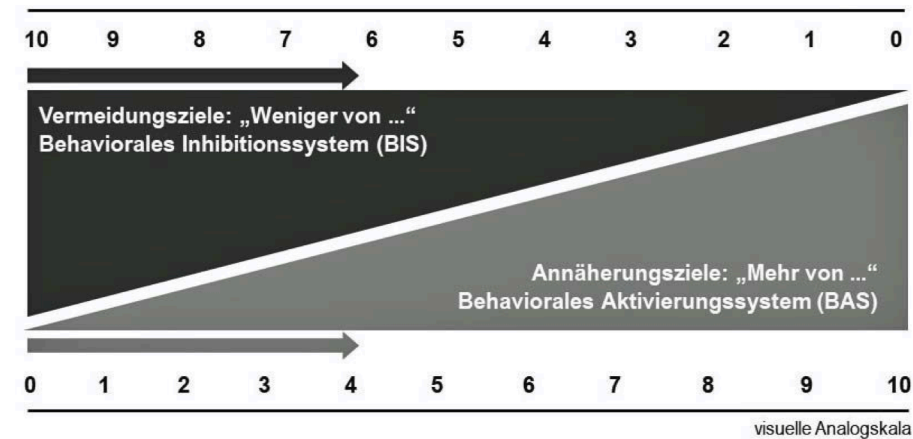 10 9 8 7 6 5 4 3 2 1 0
Vermeidungsziele: „Weniger von ...“
Behaviorales Inhibitionssystem (BIS)
Annäherungsziele: „Mehr von ...“
Behaviorales Aktivierungssystem (BAS)
0 1 2 3 4 5 6 7 8 9 10
visuelle Analogskala